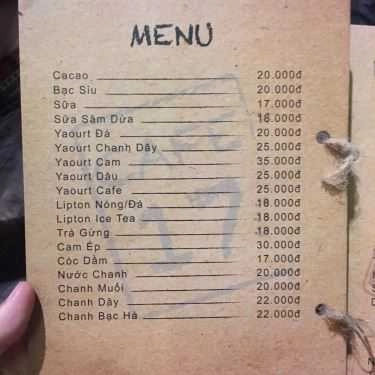 MENU
Cacao 20.000đ
Bạc Sỉu 20.000đ
Sữa 17.000đ
Sữa Sâm Dứa 18.000đ
Yaourt Đá 20.000đ
Yaourt Chanh Dây 25.000đ
Yaourt Cam 35.000đ
Yaourt Dâu 25.000đ
Yaourt Cafe 25.000đ
Lipton Nóng/Đá 18.000đ
Lipton Ice Tea 18.000đ
Trà Gừng 18.000đ
Cam Ép 30.000đ
Cóc Dầm 17.000đ
Nước Chanh 20.000đ
Chanh Muối 20.000đ
Chanh Dây 22.000đ
Chanh Bạc Hà 22.000đ
CAFE
17